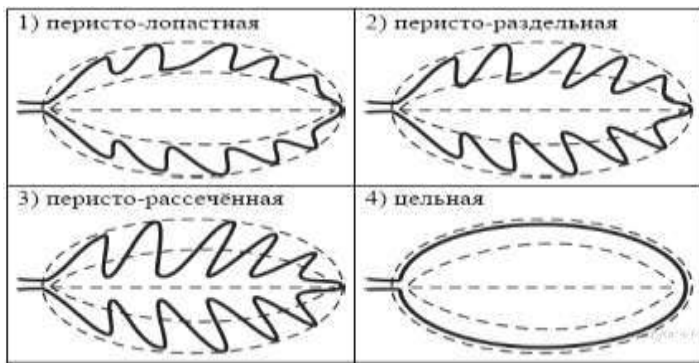 1) перисто-лопастная
2) перисто-раздельная
3) перисто-рассечённая
4) цельная